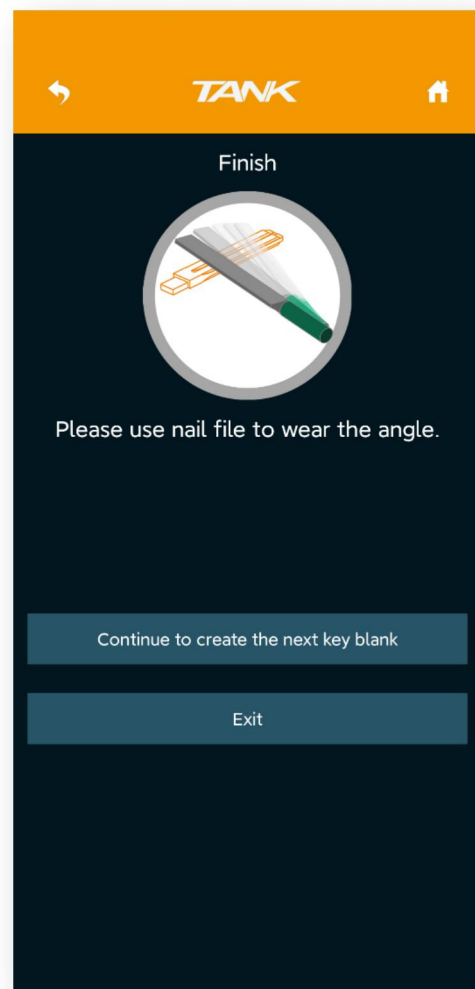 TANK
Finish
Please use nail file to wear the angle.
Continue to create the next key blank
Exit